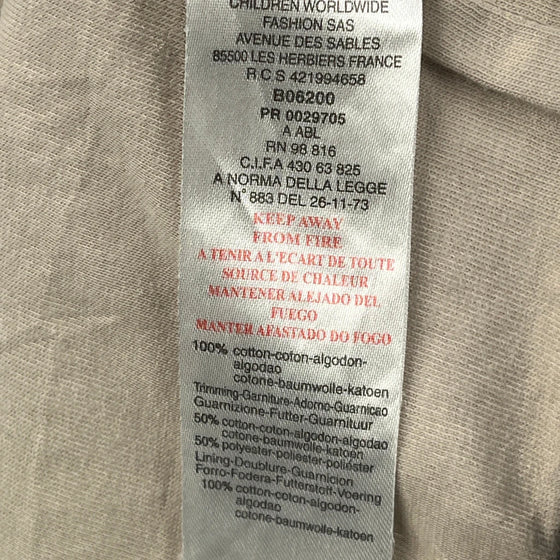 CHILDREN WORLDWIDE
FASHION SAS
AVENUE DES SABLES
85500 LES HERBIERS FRANCE
R C S 421994658
B06200
PR 0029705
A ABL
RN 98 816
C.I.F.A 430 63 825
A NORMA DELLA LEGGE
N° 883 DEL 26-11-73
KEEP AWAY
FROM FIRE
A TENIR A L'ECART DE TOUTE
SOURCE DE CHALEUR
MANTENER ALEJADO DEL
FUEGO
MANTER AFASTADO DO FOGO
100% cotton-coton-algodon-
algodao
cotone-baumwolle-katoen
Trimming-Garniture-Adorno-Guarnicao
Guarnizione-Futter-Guarnituur
50% cotton-coton-algodon-algodao
cotone-baumwolle-katoen
50% polyester-poliester-poliéster
Lining-Doublure-Guarnicion
Forro-Fodera-Futterstoff-Voering
100% cotton-coton-algodon-
algodao
cotone-baumwolle-katoen